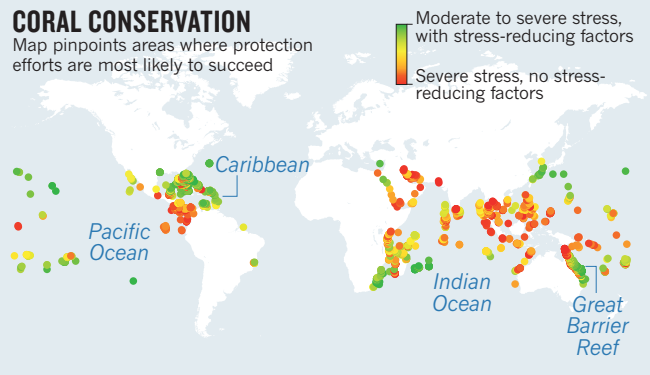 CORAL CONSERVATION
Map pinpoints areas where protection
efforts are most likely to succeed
Moderate to severe stress,
with stress-reducing factors
Severe stress, no stress-
reducing factors
Caribbean
Pacific
Ocean
Indian
Ocean
Great
Barrier
Reef